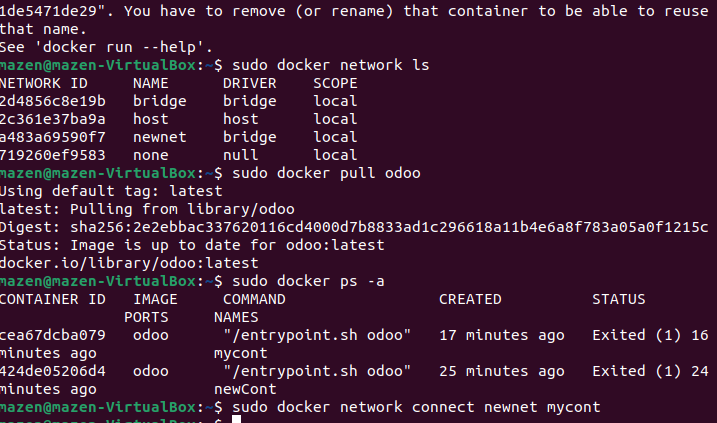 1de5471de29". You have to remove (or rename) that container to be able to reuse
that name.
See 'docker run --help'.
mazen@mazen-VirtualBox:~$ sudo docker network ls
NETWORK ID     NAME      DRIVER    SCOPE
2d4856c8e19b   bridge    bridge    local
2c361e37ba9a   host      host      local
a483a69590f7   newnet    bridge    local
719260ef9583   none      null      local
mazen@mazen-VirtualBox:~$ sudo docker pull odoo
Using default tag: latest
latest: Pulling from library/odoo
Digest: sha256:2e2ebbac337620116cd4000d7b8833ad1c296618a11b4e6a8f783a05a0f1215c
Status: Image is up to date for odoo:latest
docker.io/library/odoo:latest
mazen@mazen-VirtualBox:~$ sudo docker ps -a
CONTAINER ID   IMAGE     COMMAND                  CREATED          STATUS
PORTS     NAMES
cea67dcba079   odoo      "/entrypoint.sh odoo"   17 minutes ago   Exited (1) 16
minutes ago             mycont
424de05206d4   odoo      "/entrypoint.sh odoo"   25 minutes ago   Exited (1) 24
minutes ago             newCont
mazen@mazen-VirtualBox:~$ sudo docker network connect newnet mycont
mazen@mazen-VirtualBox:~$